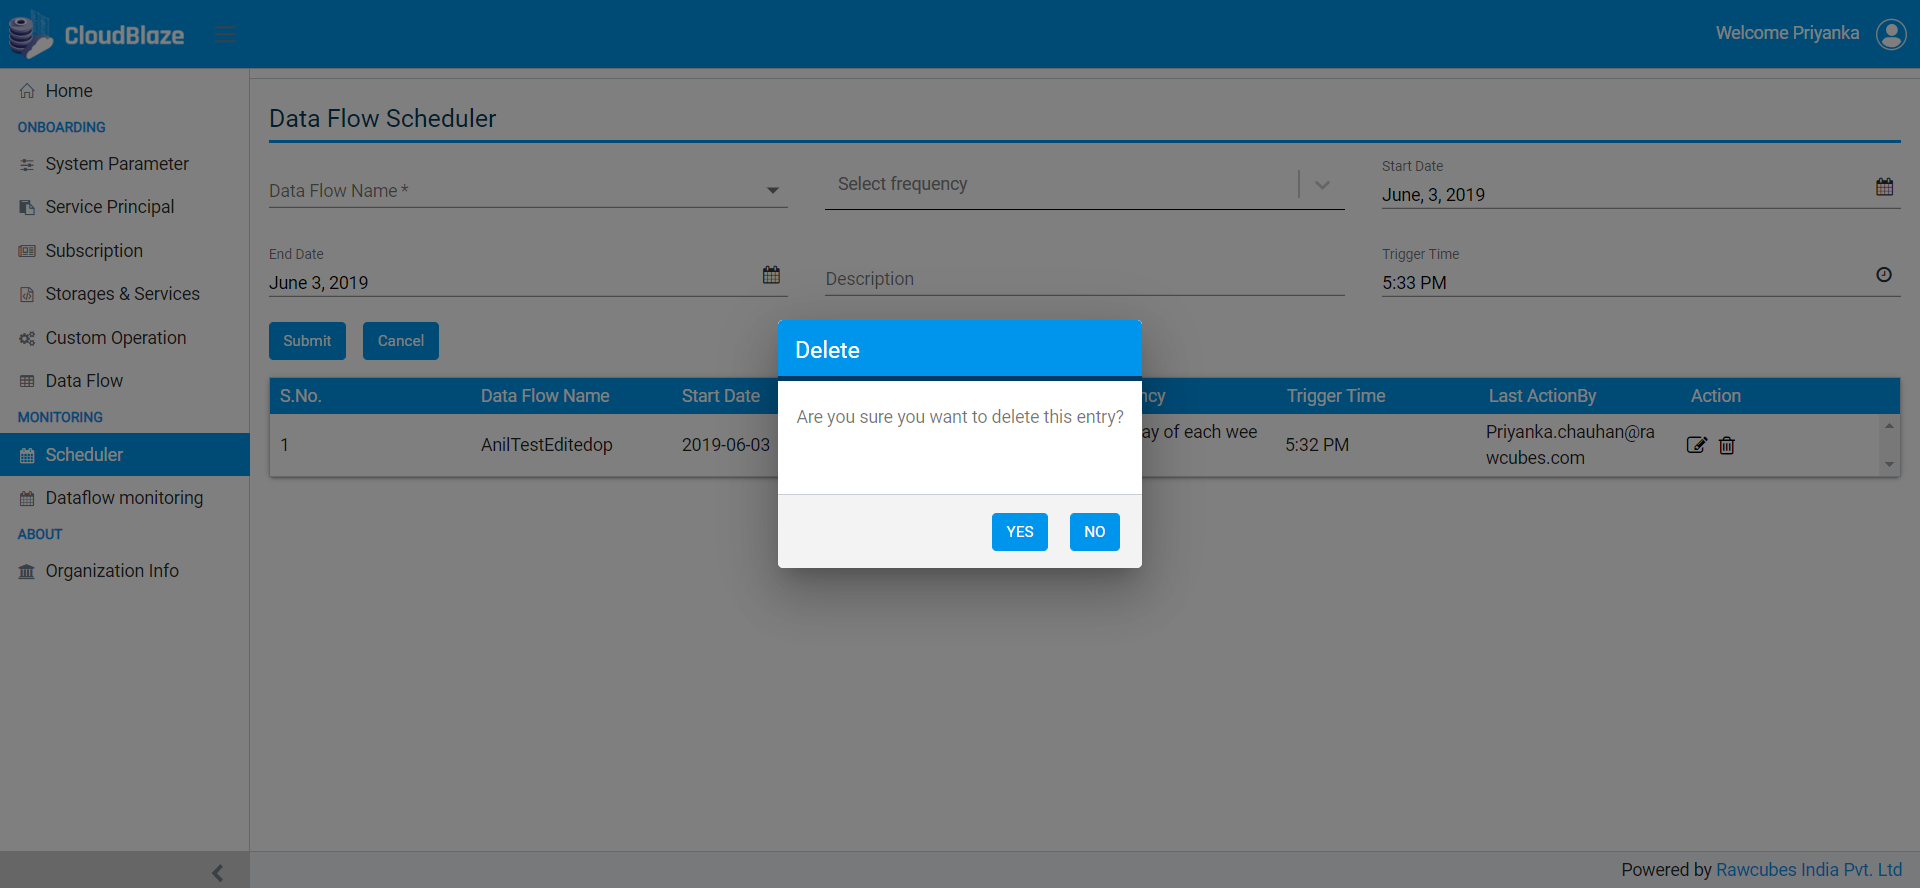 CloudBlaze
Welcome Priyanka
Home
ONBOARDING
System Parameter
Service Principal
Subscription
Storages & Services
Custom Operation
Data Flow
MONITORING
Scheduler
Dataflow monitoring
ABOUT
Organization Info
Data Flow Scheduler
Data Flow Name *
Select frequency
Start Date
June, 3, 2019
End Date
June 3, 2019
Description
Trigger Time
5:33 PM
Submit Cancel
S.No. Data Flow Name Start Date ncy Trigger Time Last ActionBy Action
1 AnilTestEditedop 2019-06-03 ay of each wee 5:32 PM Priyanka.chauhan@ra
wcubes.com
Delete
Are you sure you want to delete this entry?
YES NO
Powered by Rawcubes India Pvt. Ltd